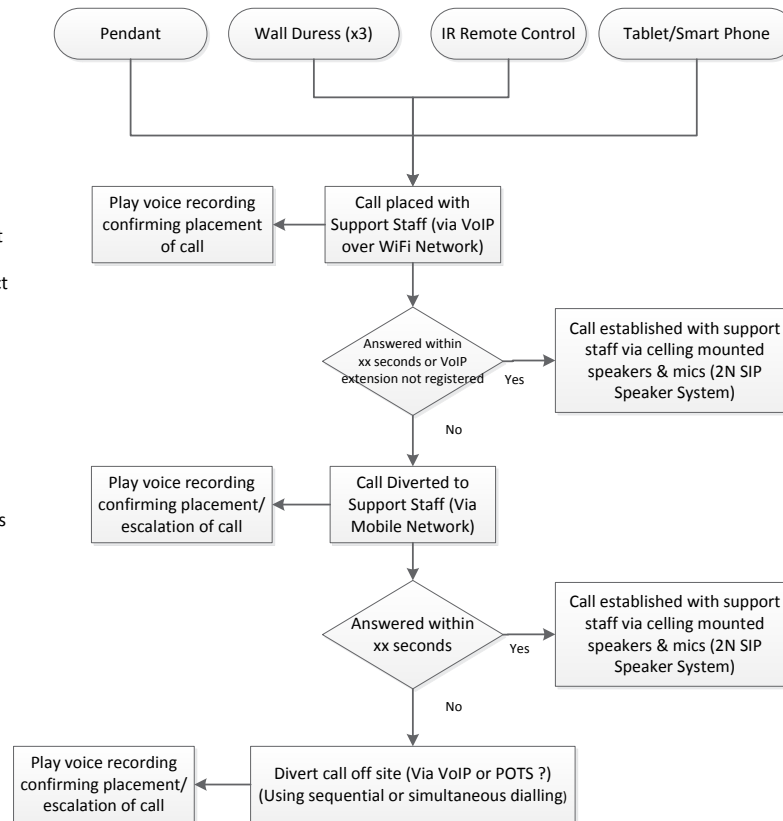 Pendant
Wall Duress (x3)
IR Remote Control
Tablet/Smart Phone
Play voice recording
confirming placement
of call
Call placed with
Support Staff (via VoIP
over WiFi Network)
Answered within
xx seconds or VoIP
extension not registered
Yes
Call established with support
staff via celling mounted
speakers & mics (2N SIP
Speaker System)
No
Play voice recording
confirming placement/
escalation of call
Call Diverted to
Support Staff (Via
Mobile Network)
Answered within
xx seconds
Yes
Call established with support
staff via celling mounted
speakers & mics (2N SIP
Speaker System)
No
Play voice recording
confirming placement/
escalation of call
Divert call off site (Via VoIP or POTS ?)
(Using sequential or simultaneous dialling)